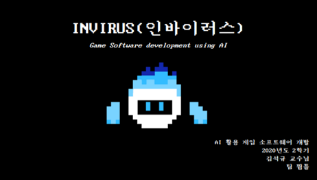 INVIRUS(인바이러스)
Game Software development using AI
AI 활용 게임 소프트웨어 개발
2020년도 2학기
김석규 교수님
팀 뽐뽐